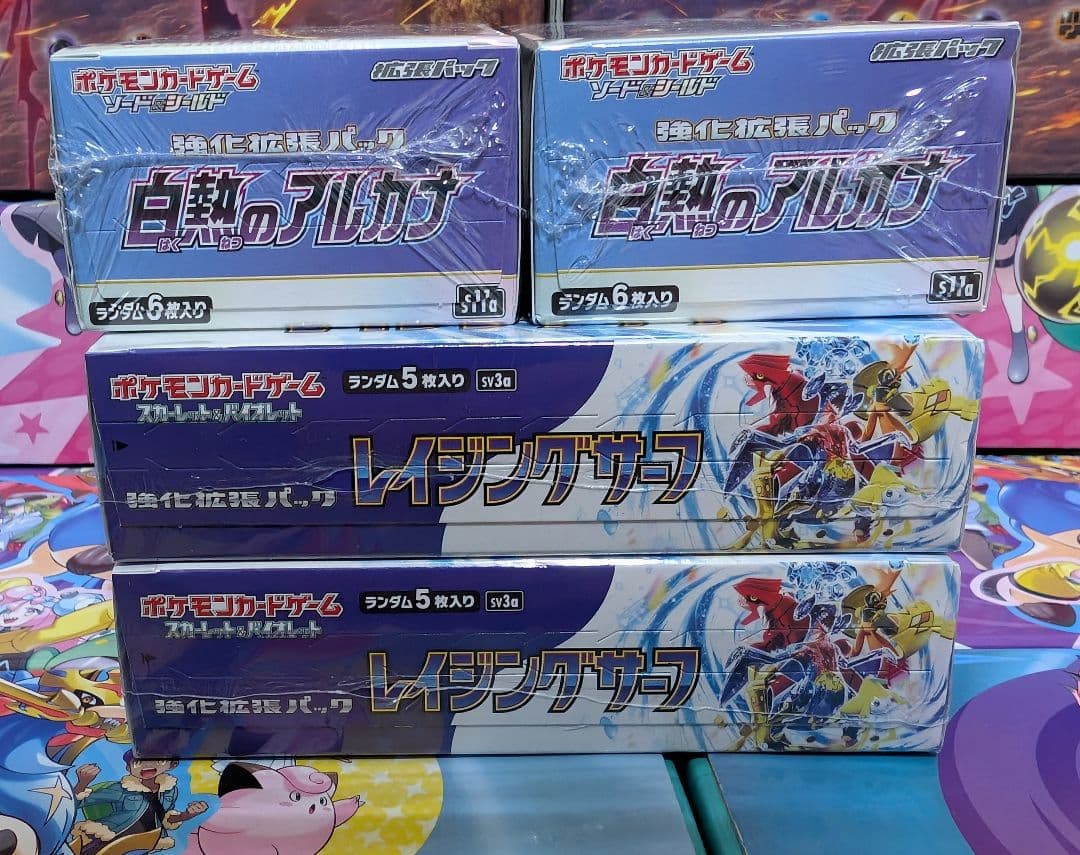 ポケモンカードゲーム
ソード&シールド
拡張パック
強化拡張パック
白熱のアルカナ
はく ねつ
ランダム6枚入り
S11a
ポケモンカードゲーム
ソード&シールド
拡張パック
強化拡張パック
白熱のアルカナ
はく ねつ
ランダム6枚入り
S11a
ポケモンカードゲーム
スカーレット&バイオレット
ランダム5枚入り SV3a
レイジングサーフ
強化拡張パック
ポケモンカードゲーム
スカーレット&バイオレット
ランダム5枚入り SV3a
レイジングサーフ
強化拡張パック